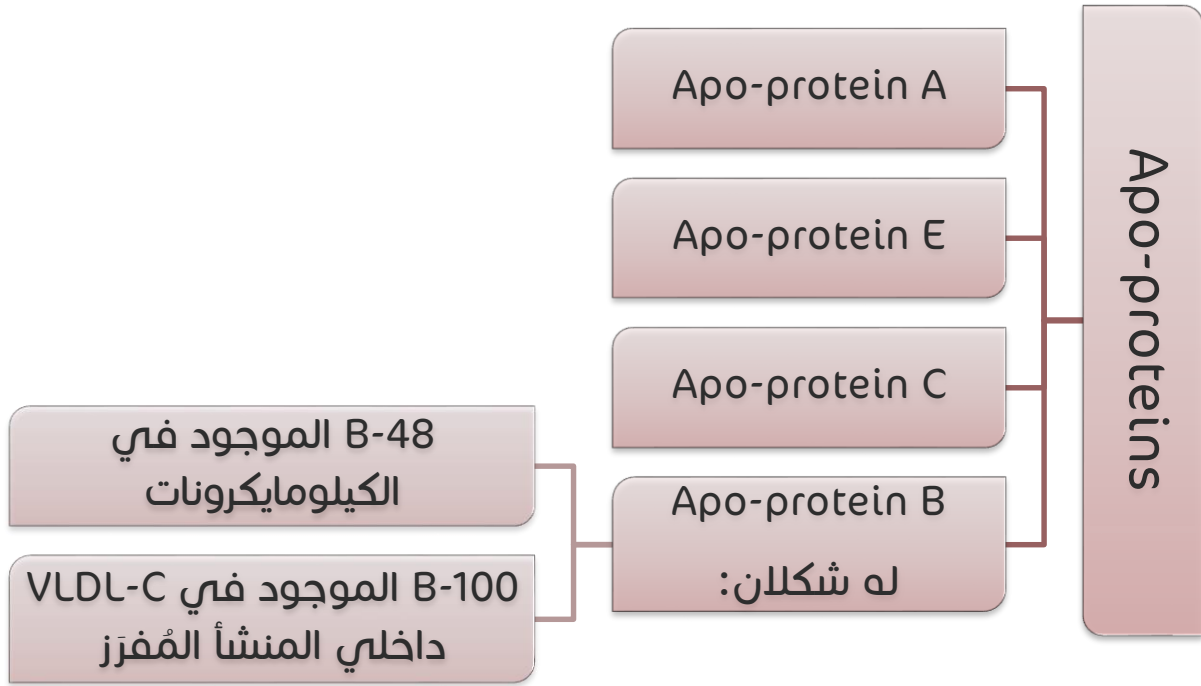 Apo-proteins
Apo-protein A
Apo-protein E
Apo-protein C
Apo-protein B
له شكلان:
B-48 الموجود في
الكيلومايكرونات
B-100 الموجود في VLDL-C
داخلي المنشأ المُفرَز